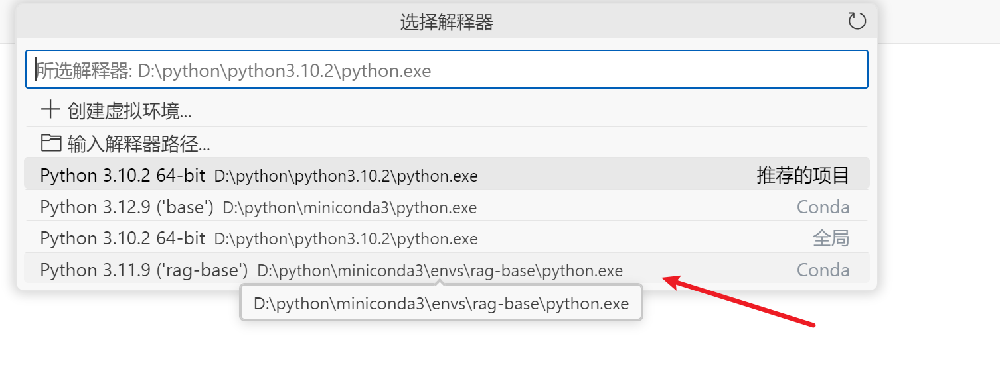 选择解释器
所选解释器: D:\python\python3.10.2\python.exe
创建虚拟环境...
输入解释器路径...
Python 3.10.2 64-bit D:\python\python3.10.2\python.exe 推荐的项目
Python 3.12.9 ('base') D:\python\miniconda3\python.exe Conda
Python 3.10.2 64-bit D:\python\python3.10.2\python.exe 全局
Python 3.11.9 ('rag-base') D:\python\miniconda3\envs\rag-base\python.exe Conda
D:\python\miniconda3\envs\rag-base\python.exe